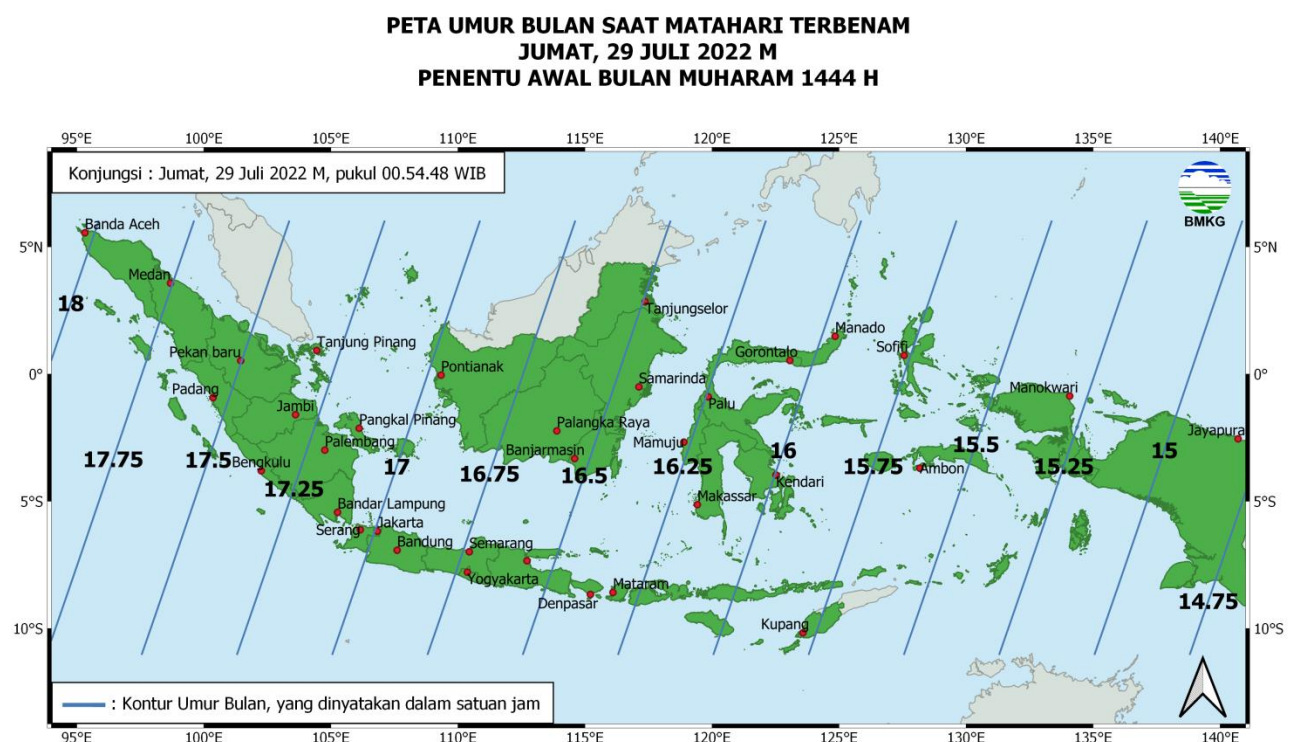 PETA UMUR BULAN SAAT MATAHARI TERBENAM
JUMAT, 29 JULI 2022 M
PENENTU AWAL BULAN MUHARAM 1444 H
95°E 100°E 105°E 110°E 115°E 120°E 125°E 130°E 135°E 140°E
Konjungsi : Jumat, 29 Juli 2022 M, pukul 00.54.48 WIB
BMKG
Banda Aceh
5°N 5°N
Medan
18
Tanjungselor
Tanjung Pinang
Manado
Sofifi
Pekan baru
Gorontalo
Pontianak
0° 0°
Samarinda
Manokwari
Padang
Jambi
Palu
Pangkal Pinang
Palangka Raya
Jayapura
Palembang
Mamuju
Banjarmasin
17.75 17.5 16 15.5 15
Bengkulu
17 16.75 16.5 16.25 15.75 15.25
Ambon
Kendari
17.25
Makassar
5°S 5°S
Bandar Lampung
Serang
Jakarta
Bandung
Semarang
Yogyakarta
Mataram
Denpasar
14.75
Kupang
10°S 10°S
: Kontur Umur Bulan, yang dinyatakan dalam satuan jam
95°E 100°E 105°E 110°E 115°E 120°E 125°E 130°E 135°E 140°E